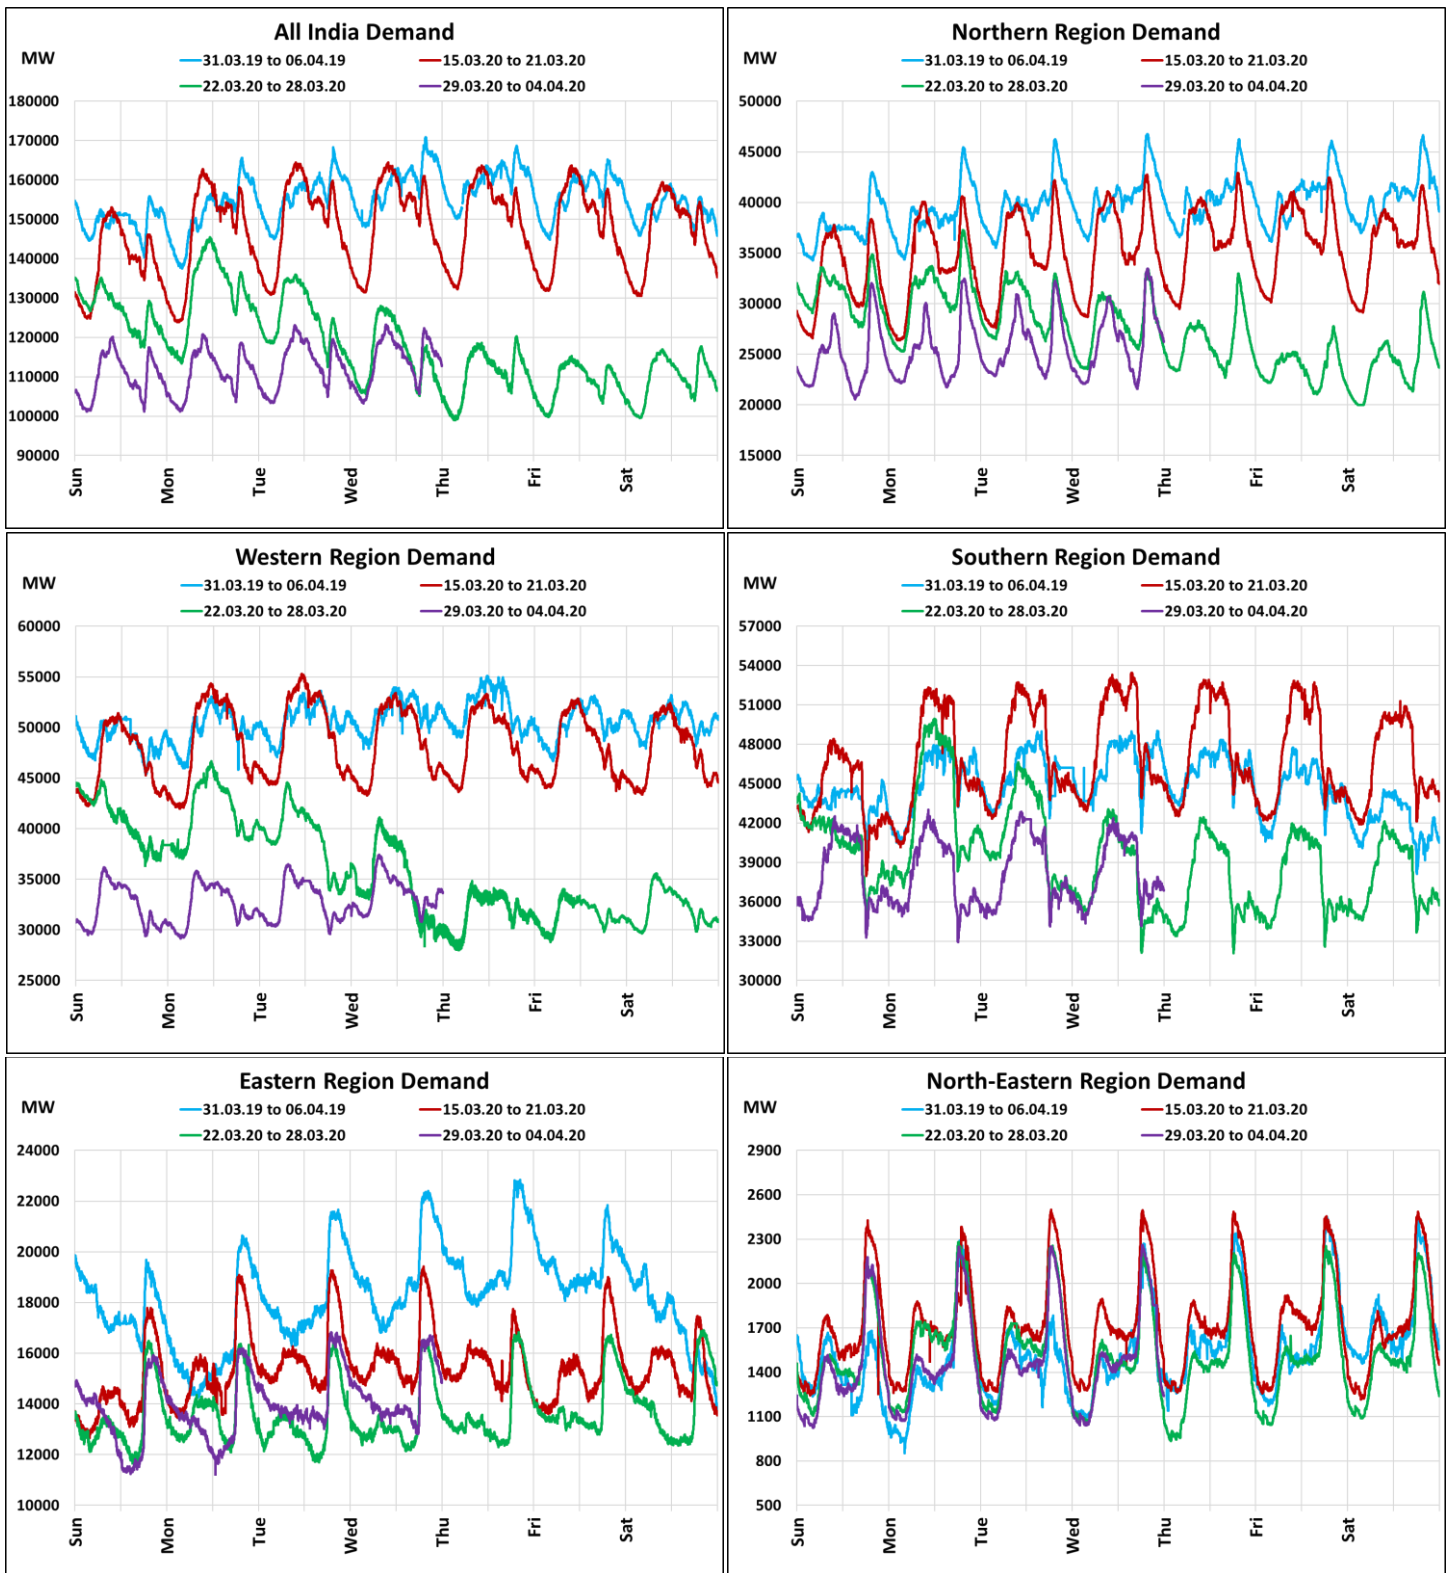 All India Demand
MW
31.03.19 to 06.04.19
15.03.20 to 21.03.20
22.03.20 to 28.03.20
29.03.20 to 04.04.20
180000
170000
160000
150000
140000
130000
120000
110000
100000
90000
Sun
Mon
Tue
Wed
Thu
Fri
Sat
Northern Region Demand
MW
31.03.19 to 06.04.19
15.03.20 to 21.03.20
22.03.20 to 28.03.20
29.03.20 to 04.04.20
50000
45000
40000
35000
30000
25000
20000
15000
Sun
Mon
Tue
Wed
Thu
Fri
Sat
Western Region Demand
MW
31.03.19 to 06.04.19
15.03.20 to 21.03.20
22.03.20 to 28.03.20
29.03.20 to 04.04.20
60000
55000
50000
45000
40000
35000
30000
25000
Sun
Mon
Tue
Wed
Thu
Fri
Sat
Southern Region Demand
MW
31.03.19 to 06.04.19
15.03.20 to 21.03.20
22.03.20 to 28.03.20
29.03.20 to 04.04.20
57000
54000
51000
48000
45000
42000
39000
36000
33000
30000
Sun
Mon
Tue
Wed
Thu
Fri
Sat
Eastern Region Demand
MW
31.03.19 to 06.04.19
15.03.20 to 21.03.20
22.03.20 to 28.03.20
29.03.20 to 04.04.20
24000
22000
20000
18000
16000
14000
12000
10000
Sun
Mon
Tue
Wed
Thu
Fri
Sat
North-Eastern Region Demand
MW
31.03.19 to 06.04.19
15.03.20 to 21.03.20
22.03.20 to 28.03.20
29.03.20 to 04.04.20
2900
2600
2300
2000
1700
1400
1100
800
500
Sun
Mon
Tue
Wed
Thu
Fri
Sat